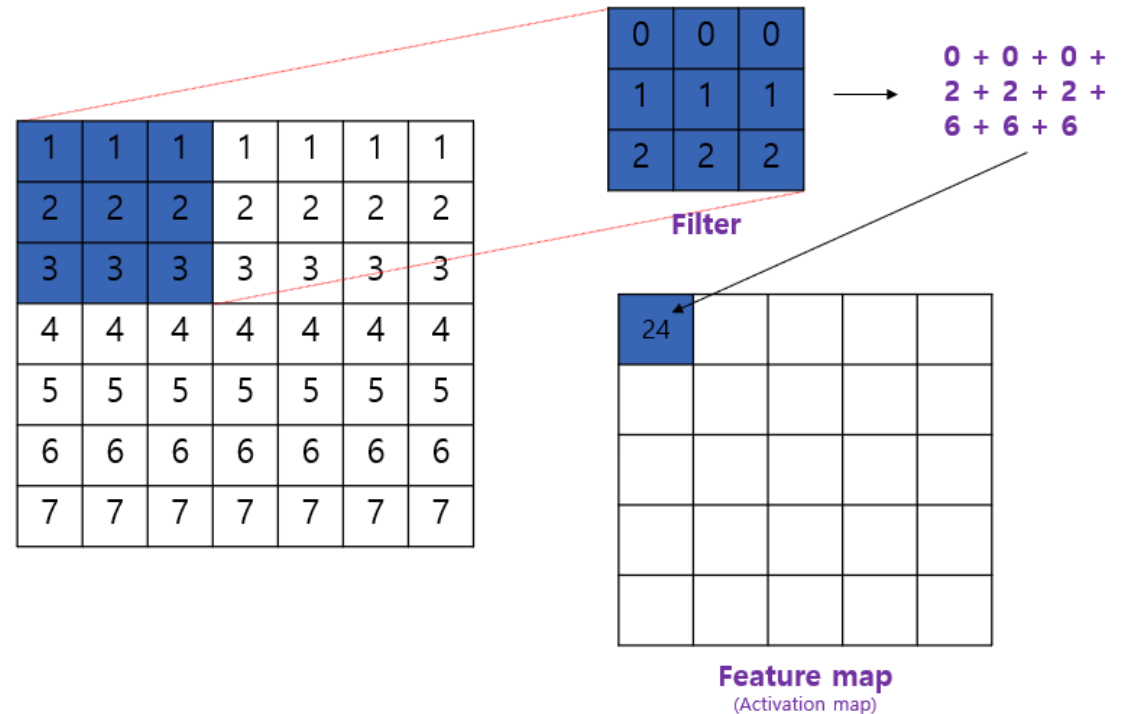 0 0 0
1 1 1
2 2 2
Filter
0 + 0 + 0 +
2 + 2 + 2 +
6 + 6 + 6
1 1 1 1 1 1 1
2 2 2 2 2 2 2
3 3 3 3 3 3 3
4 4 4 4 4 4 4
5 5 5 5 5 5 5
6 6 6 6 6 6 6
7 7 7 7 7 7 7
24
Feature map
(Activation map)